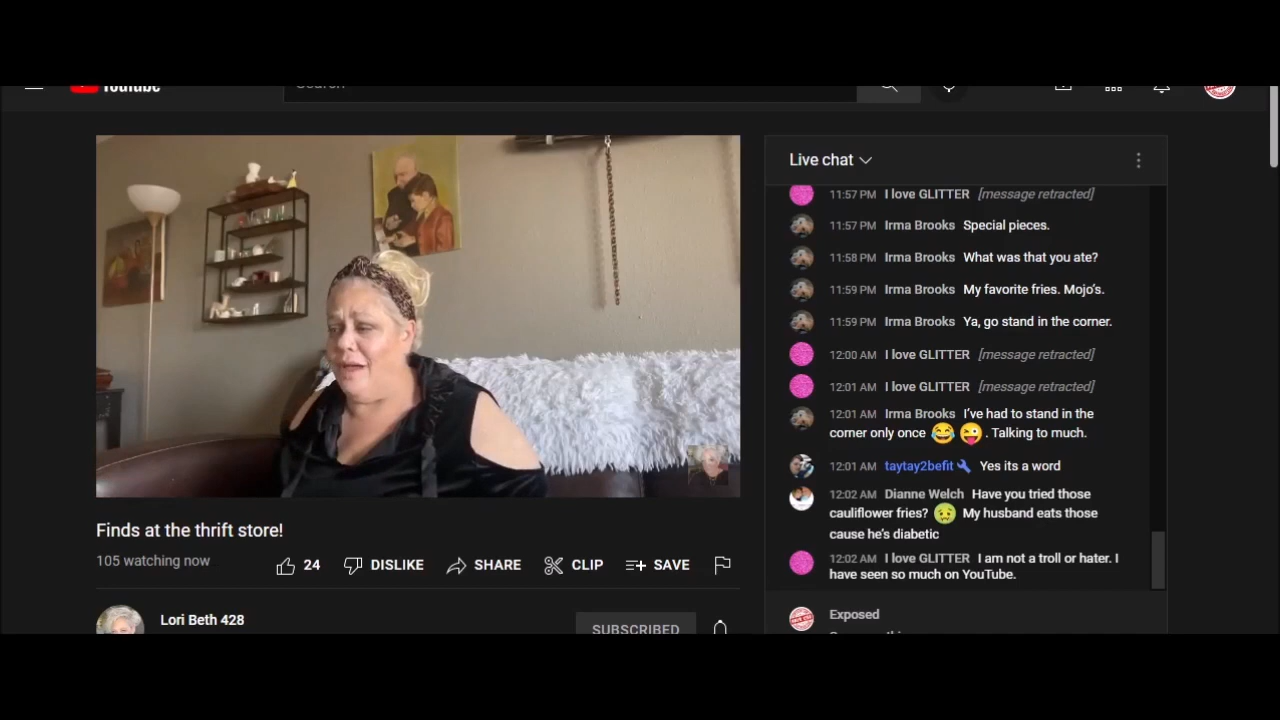 YouTube
Search
Live chat
11:57 PM I love GLITTER [message retracted]
11:57 PM Irma Brooks Special pieces.
11:58 PM Irma Brooks What was that you ate?
11:59 PM Irma Brooks My favorite fries. Mojo's.
11:59 PM Irma Brooks Ya, go stand in the corner.
12:00 AM I love GLITTER [message retracted]
12:01 AM I love GLITTER [message retracted]
12:01 AM Irma Brooks I've had to stand in the
corner only once 😂 😜 . Talking to much.
12:01 AM taytay2befit Yes its a word
12:02 AM Dianne Welch Have you tried those
cauliflower fries? 🤢 My husband eats those
cause he's diabetic
12:02 AM I love GLITTER I am not a troll or hater. I
have seen so much on YouTube.
Exposed
Finds at the thrift store!
105 watching now
24 DISLIKE SHARE CLIP SAVE
Lori Beth 428
SUBSCRIBED